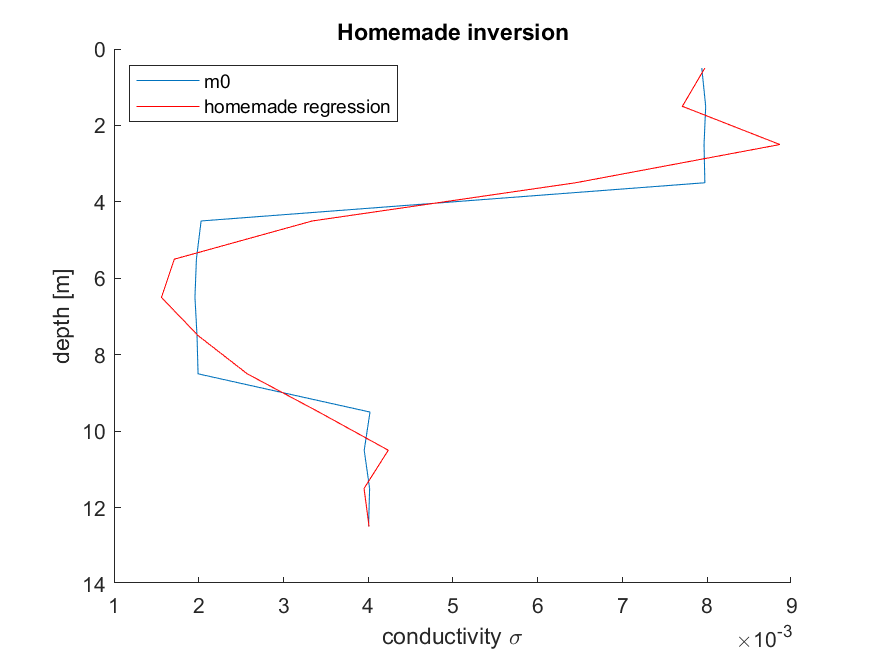 Homemade inversion
m0
homemade regression
0
2
4
6
8
10
12
14
depth [m]
1 2 3 4 5 6 7 8 9
×10-3
conductivity σ